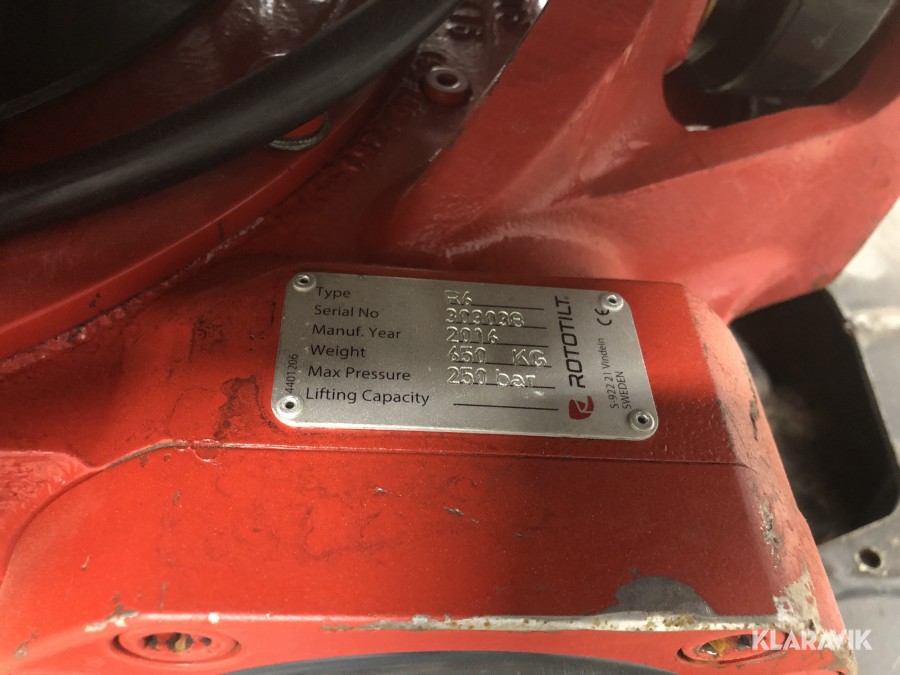 Type R6
Serial No 303098
Manuf. Year 2016
Weight 650 KG
Max Pressure 250 bar
Lifting Capacity
4401206
ROTOTILT®
S-922 21 Vindeln
SWEDEN
CE
KLARAVIK